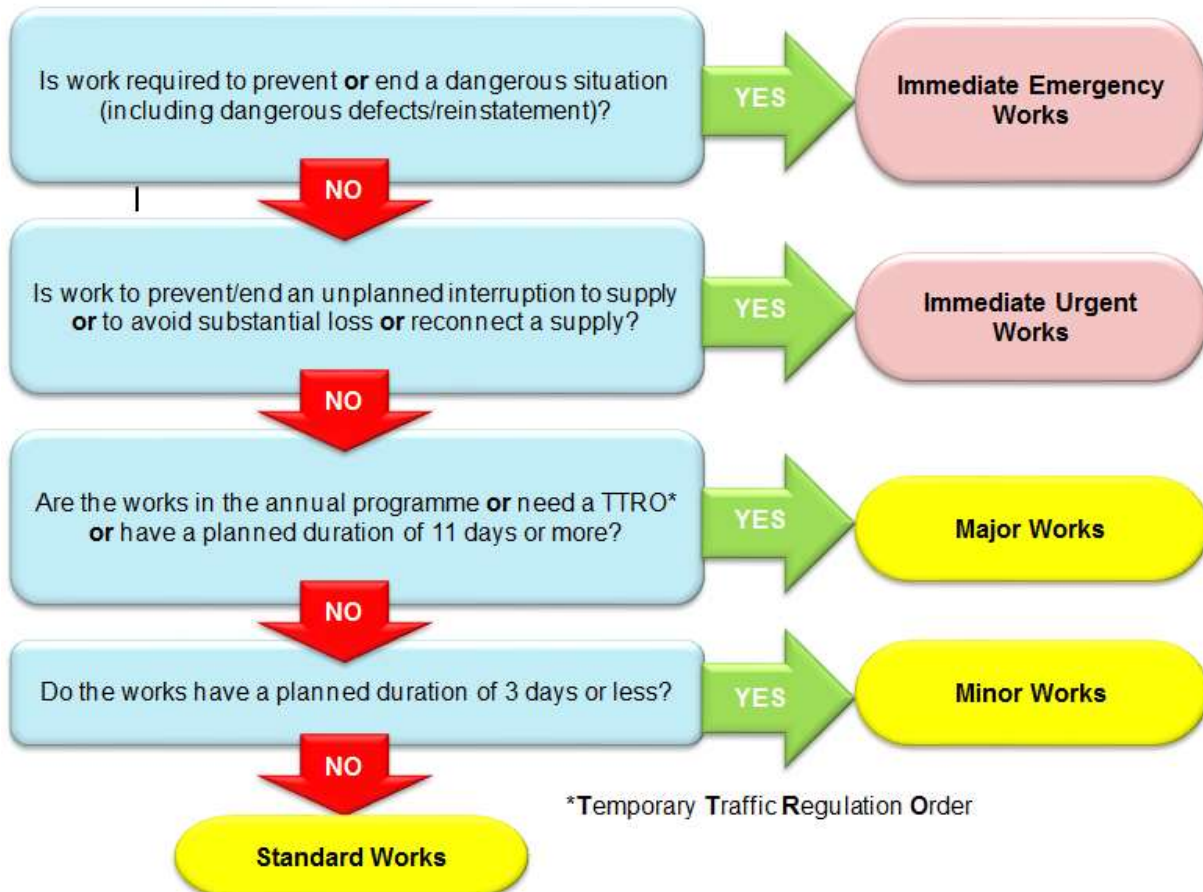 Is work required to prevent or end a dangerous situation
(including dangerous defects/reinstatement)?
YES
Immediate Emergency
Works
NO
Is work to prevent/end an unplanned interruption to supply
or to avoid substantial loss or reconnect a supply?
YES
Immediate Urgent
Works
NO
Are the works in the annual programme or need a TTRO*
or have a planned duration of 11 days or more?
YES
Major Works
NO
Do the works have a planned duration of 3 days or less?
YES
Minor Works
NO
*Temporary Traffic Regulation Order
Standard Works